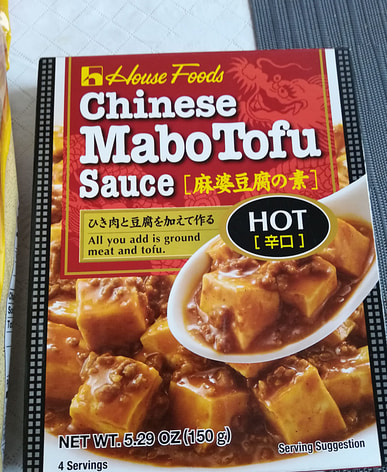 House Foods
Chinese
Mabo Tofu
Sauce [麻婆豆腐の素]
ひき肉と豆腐を加えて作る
All you add is ground
meat and tofu.
HOT
[辛口]
NET WT. 5.29 OZ (150 g)
Serving Suggestion
4 Servings